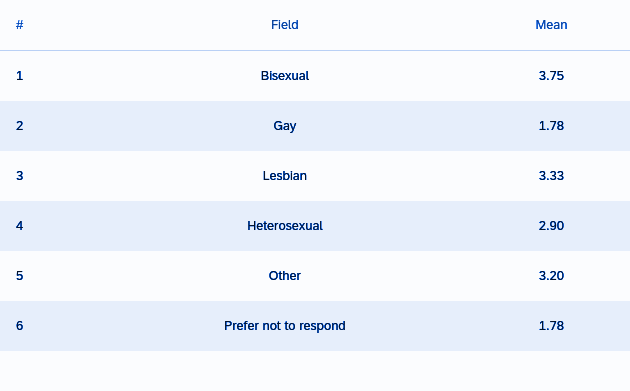 # Field Mean
1 Bisexual 3.75
2 Gay 1.78
3 Lesbian 3.33
4 Heterosexual 2.90
5 Other 3.20
6 Prefer not to respond 1.78